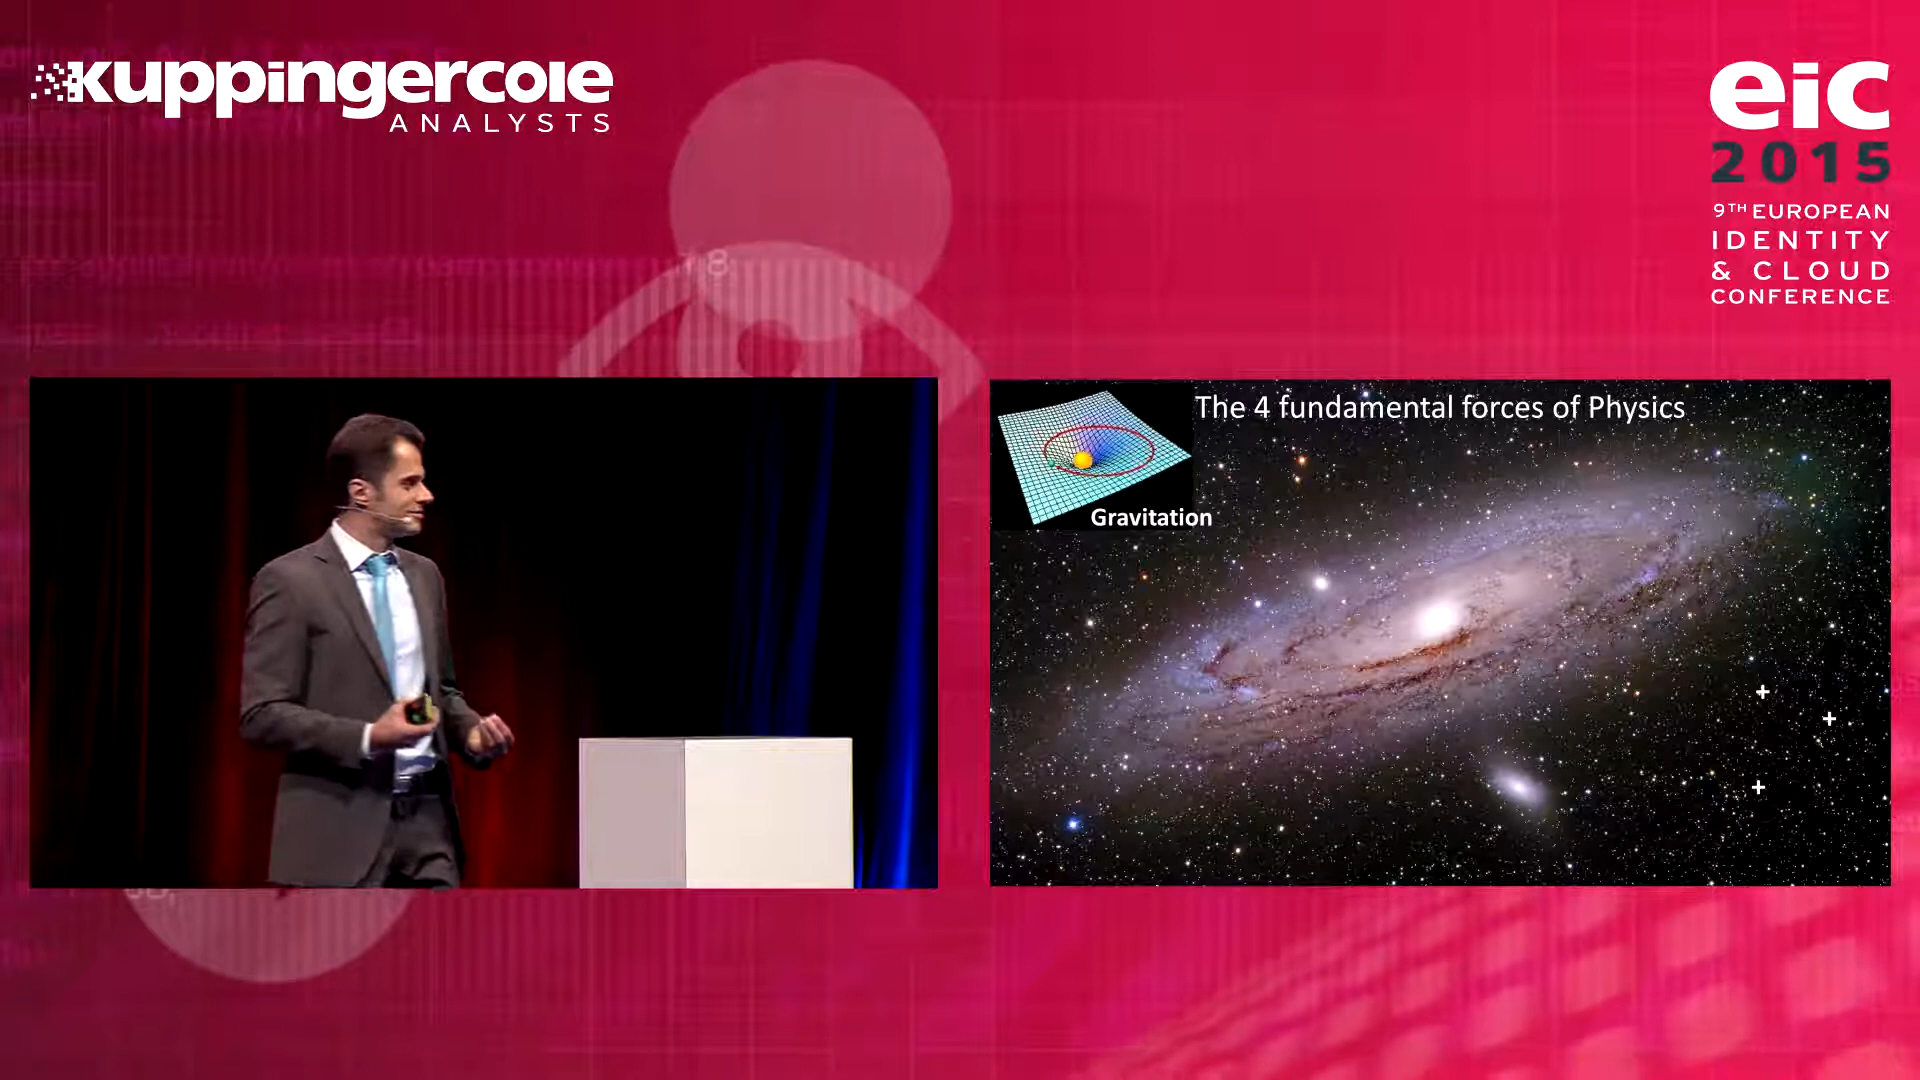 KuppingerCole
ANALYSTS
eic
2015
9TH EUROPEAN
IDENTITY
& CLOUD
CONFERENCE
The 4 fundamental forces of Physics
Gravitation